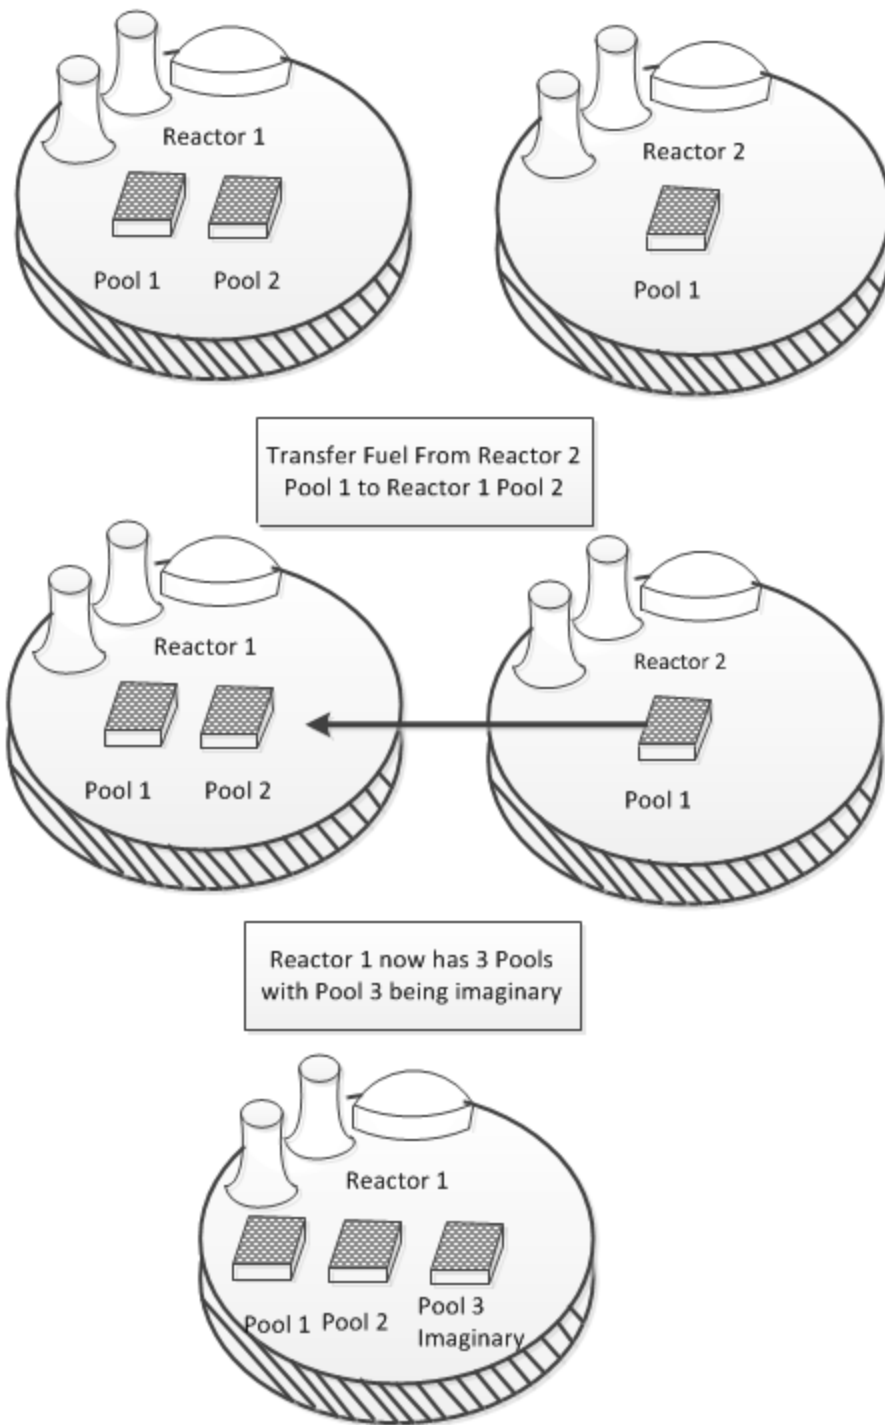 Reactor 1
Reactor 2
Pool 1
Pool 2
Pool 1
Transfer Fuel From Reactor 2
Pool 1 to Reactor 1 Pool 2
Reactor 1
Reactor 2
Pool 1
Pool 2
Pool 1
Reactor 1 now has 3 Pools
with Pool 3 being imaginary
Reactor 1
Pool 1
Pool 2
Pool 3
Imaginary